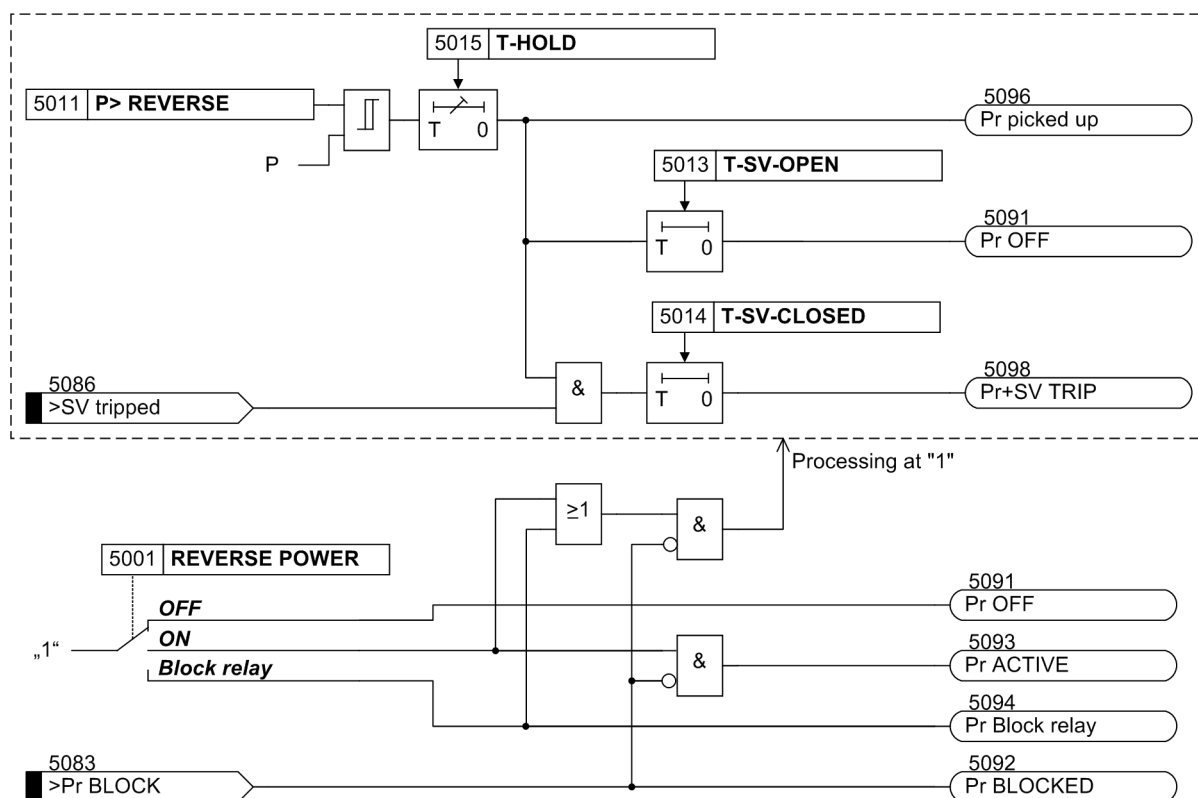 5015 T-HOLD
5011 P> REVERSE
T 0
5096
Pr picked up
P
5013 T-SV-OPEN
T 0
5091
Pr OFF
5014 T-SV-CLOSED
5086
>SV tripped
&
T 0
5098
Pr+SV TRIP
Processing at "1"
≥1
&
5001 REVERSE POWER
OFF
5091
Pr OFF
„1“
ON
&
5093
Pr ACTIVE
Block relay
5094
Pr Block relay
5083
>Pr BLOCK
5092
Pr BLOCKED